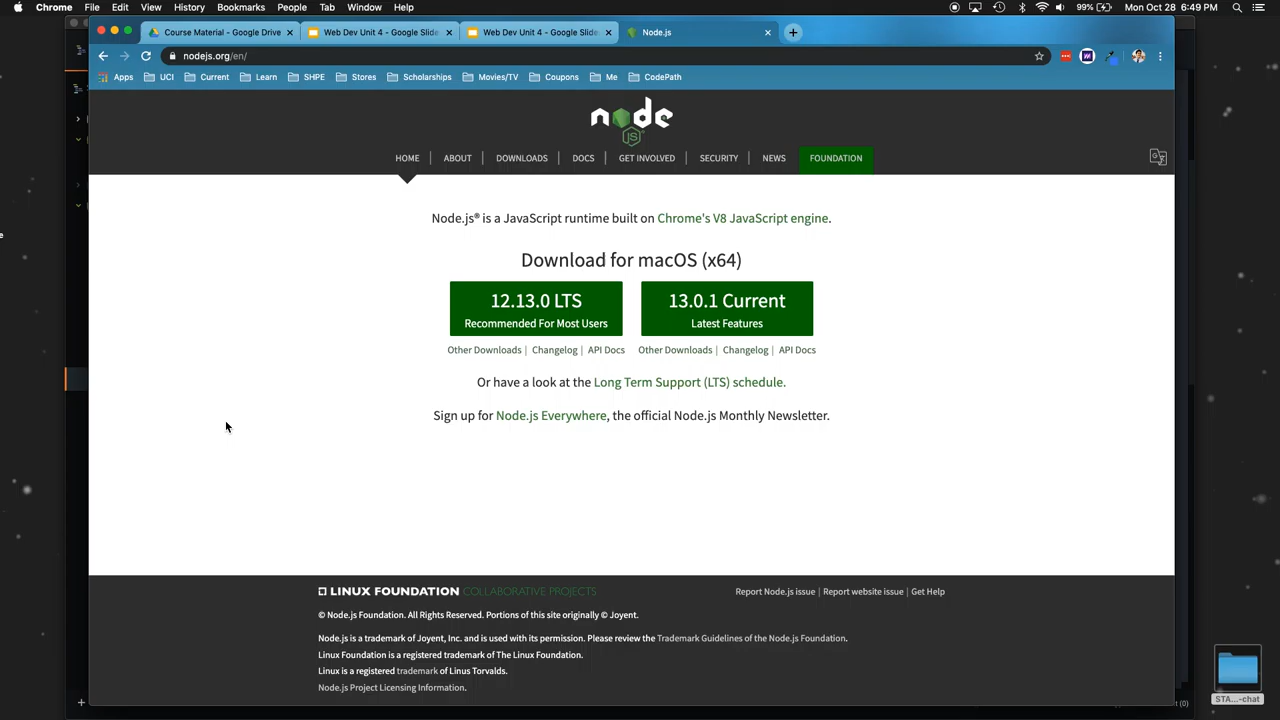 Chrome File Edit View History Bookmarks People Tab Window Help 99% Mon Oct 28 6:49 PM
Course Material - Google Drive Web Dev Unit 4 - Google Slide Web Dev Unit 4 - Google Slide Node.js
nodejs.org/en/
Apps UCI Current Learn SHPE Stores Scholarships Movies/TV Coupons Me CodePath
node
JS
HOME ABOUT DOWNLOADS DOCS GET INVOLVED SECURITY NEWS FOUNDATION
Node.js® is a JavaScript runtime built on Chrome's V8 JavaScript engine.
Download for macOS (x64)
12.13.0 LTS 13.0.1 Current
Recommended For Most Users Latest Features
Other Downloads | Changelog | API Docs Other Downloads | Changelog | API Docs
Or have a look at the Long Term Support (LTS) schedule.
Sign up for Node.js Everywhere, the official Node.js Monthly Newsletter.
LINUX FOUNDATION COLLABORATIVE PROJECTS Report Node.js issue | Report website issue | Get Help
© Node.js Foundation. All Rights Reserved. Portions of this site originally © Joyent.
Node.js is a trademark of Joyent, Inc. and is used with its permission. Please review the Trademark Guidelines of the Node.js Foundation.
Linux Foundation is a registered trademark of The Linux Foundation.
Linux is a registered trademark of Linus Torvalds.
Node.js Project Licensing Information.
STA...-chat
(0)